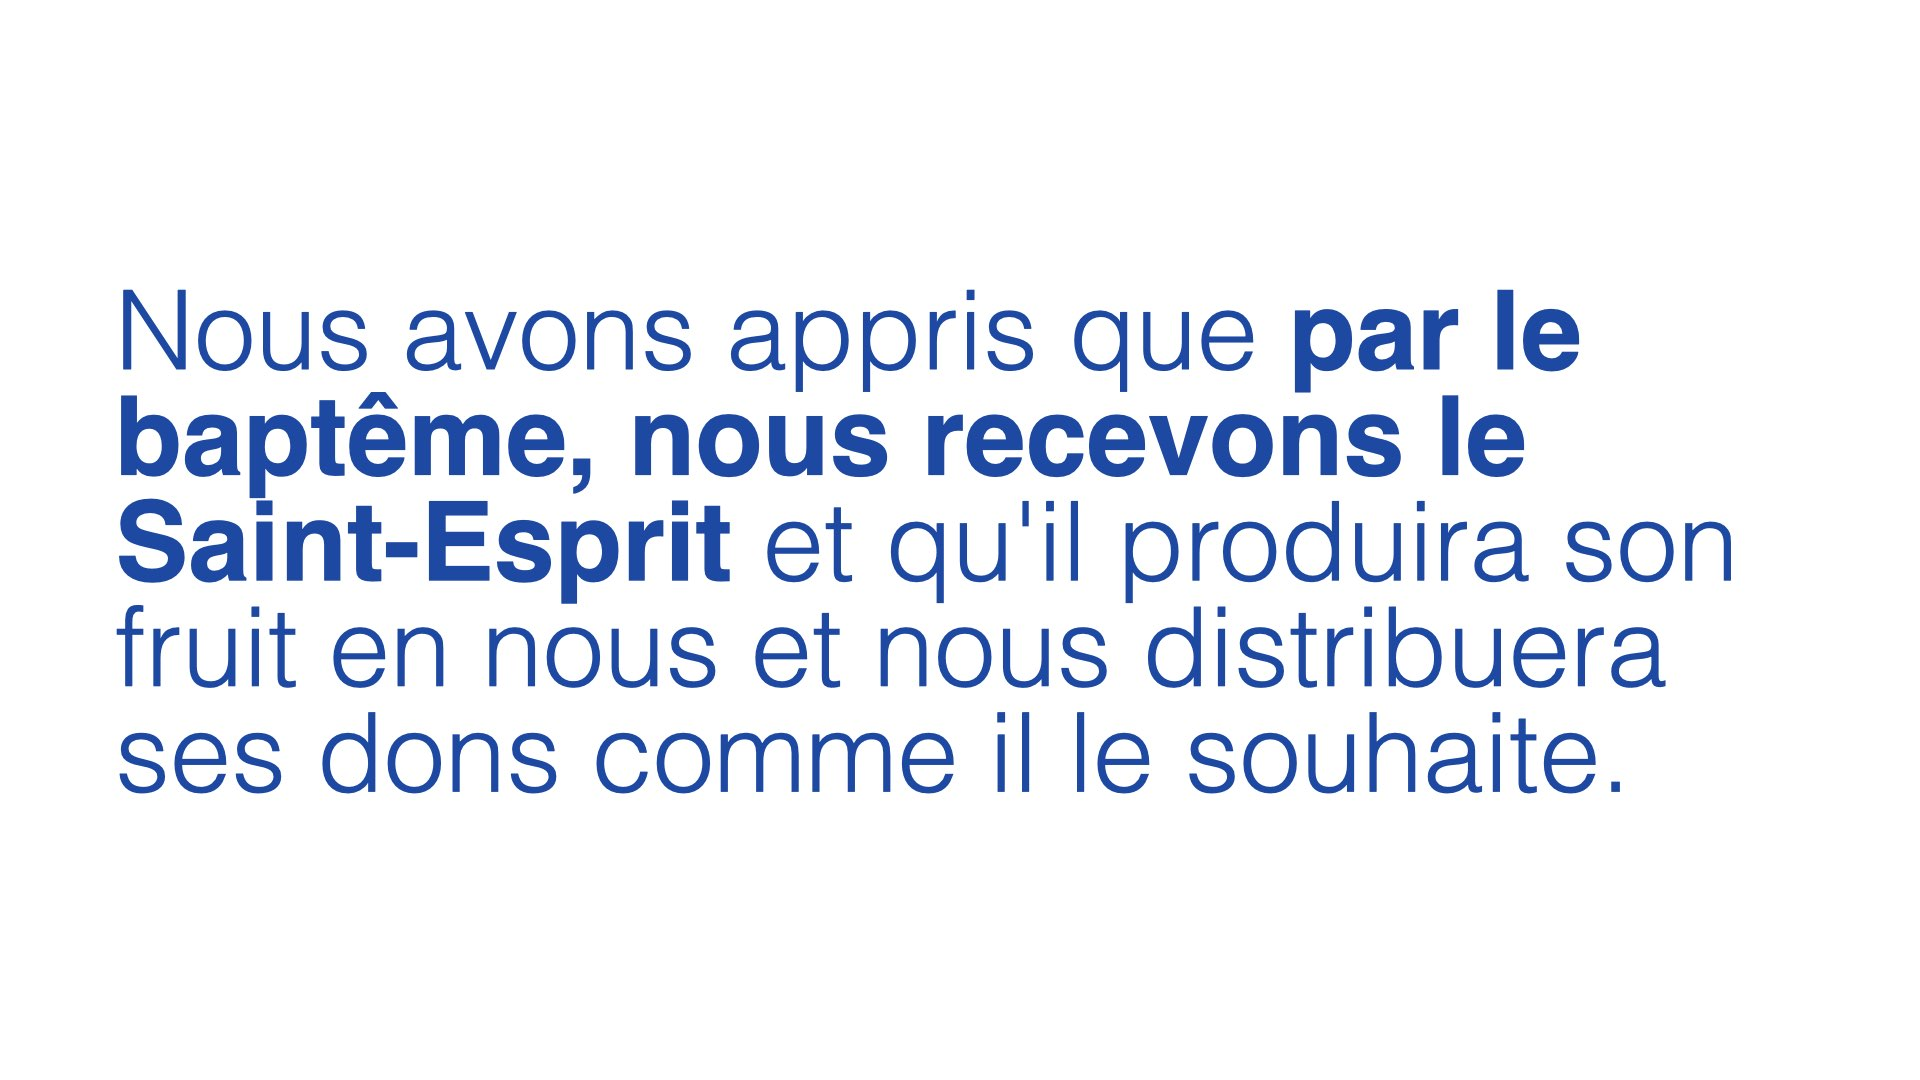 Nous avons appris que par le
baptême, nous recevons le
Saint-Esprit et qu'il produira son
fruit en nous et nous distribuera
ses dons comme il le souhaite.